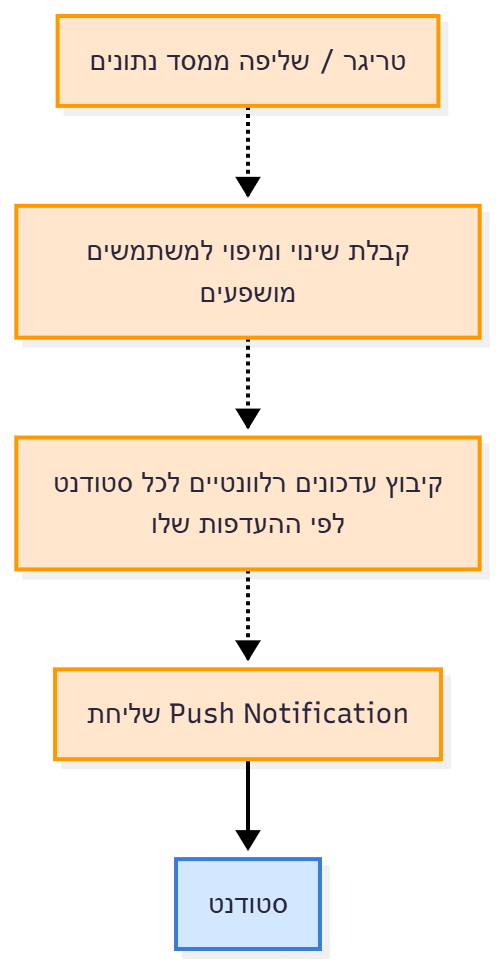 טריגר / שליפה ממסד נתונים
קבלת שינוי ומיפוי למשתמשים
מושפעים
קיבוץ עדכונים רלוונטיים לכל סטודנט
לפי ההעדפות שלו
שליחת Push Notification
סטודנט